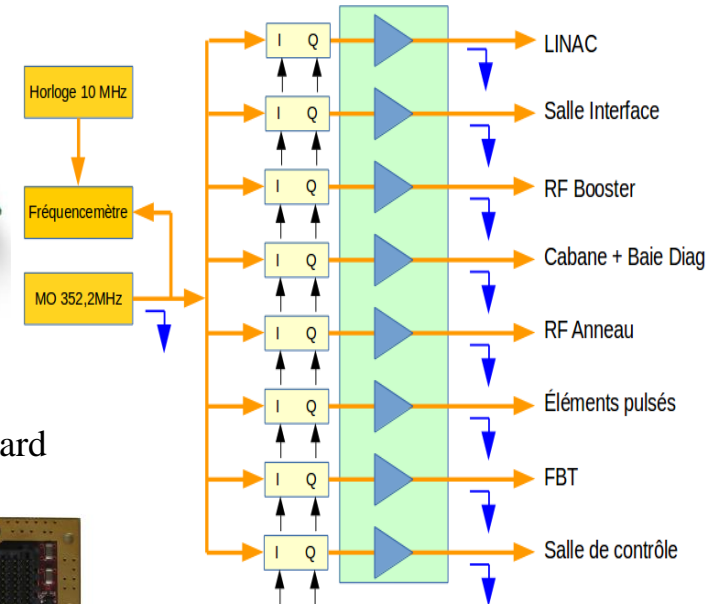 I Q
LINAC
Horloge 10 MHz
I Q
Salle Interface
I Q
RF Booster
Fréquencemètre
I Q
Cabane + Baie Diag
MO 352,2MHz
I Q
RF Anneau
I Q
Éléments pulsés
ard
I Q
FBT
I Q
Salle de contrôle